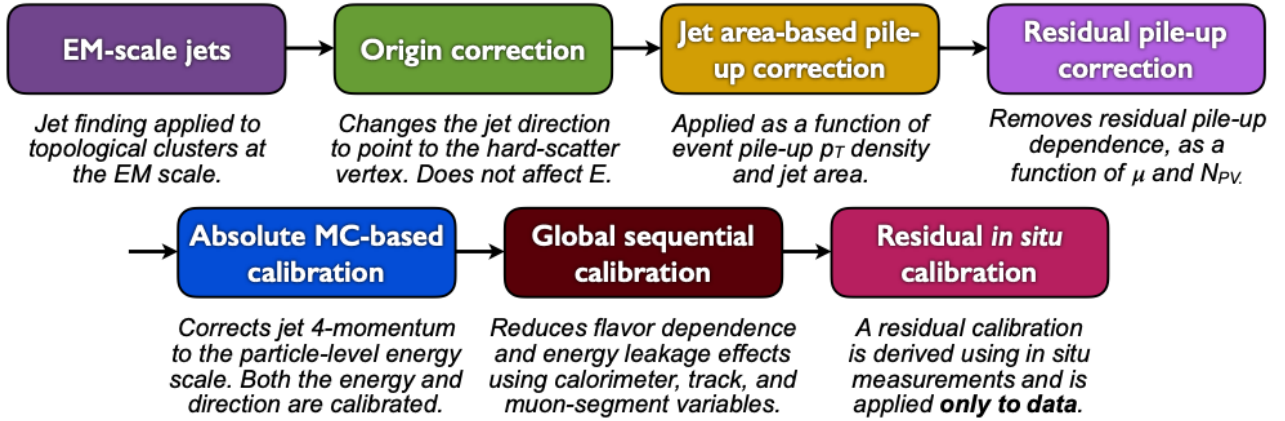 EM-scale jets
Jet finding applied to
topological clusters at
the EM scale.
Origin correction
Changes the jet direction
to point to the hard-scatter
vertex. Does not affect E.
Jet area-based pile-
up correction
Applied as a function of
event pile-up pT density
and jet area.
Residual pile-up
correction
Removes residual pile-up
dependence, as a
function of μ and NPV.
Absolute MC-based
calibration
Corrects jet 4-momentum
to the particle-level energy
scale. Both the energy and
direction are calibrated.
Global sequential
calibration
Reduces flavor dependence
and energy leakage effects
using calorimeter, track, and
muon-segment variables.
Residual in situ
calibration
A residual calibration
is derived using in situ
measurements and is
applied only to data.